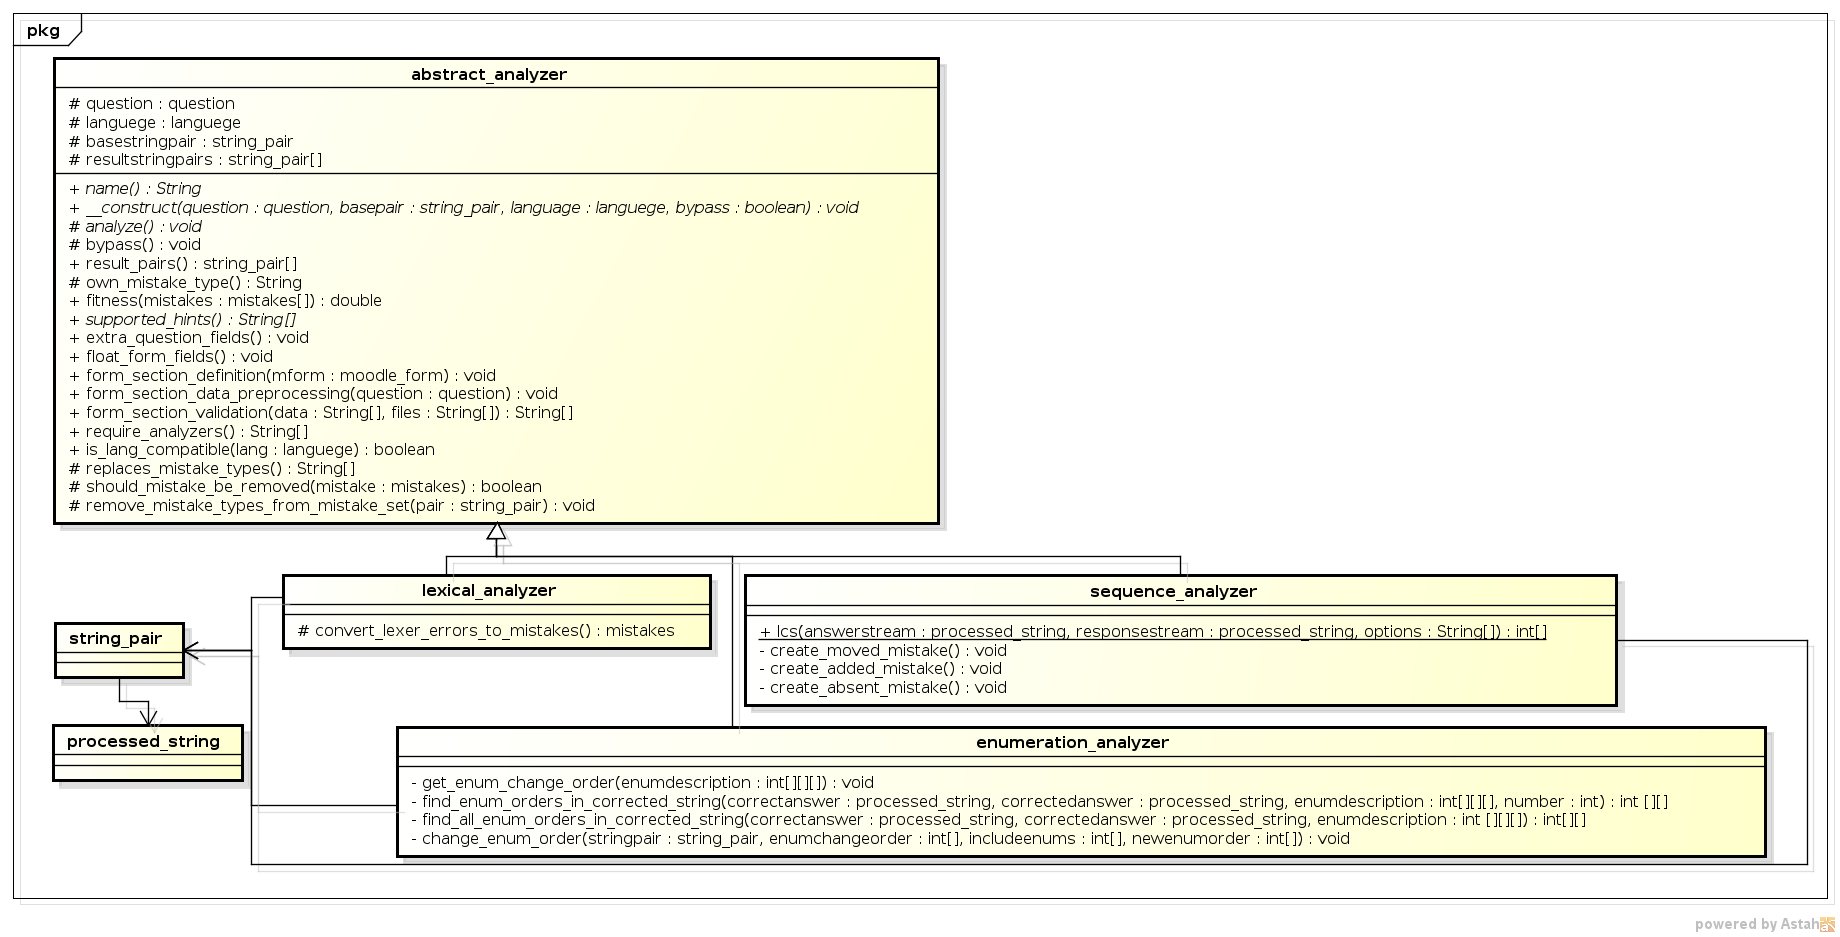 pkg
abstract_analyzer
# question : question
# languege : languege
# basestringpair : string_pair
# resultstringpairs : string_pair[]
+ name() : String
+ __construct(question : question, basepair : string_pair, language : languege, bypass : boolean) : void
# analyze() : void
# bypass() : void
+ result_pairs() : string_pair[]
# own_mistake_type() : String
+ fitness(mistakes : mistakes[]) : double
+ supported_hints() : String[]
+ extra_question_fields() : void
+ float_form_fields() : void
+ form_section_definition(mform : moodle_form) : void
+ form_section_data_preprocessing(question : question) : void
+ form_section_validation(data : String[], files : String[]) : String[]
+ require_analyzers() : String[]
+ is_lang_compatible(lang : languege) : boolean
# replaces_mistake_types() : String[]
# should_mistake_be_removed(mistake : mistakes) : boolean
# remove_mistake_types_from_mistake_set(pair : string_pair) : void
lexical_analyzer
# convert_lexer_errors_to_mistakes() : mistakes
sequence_analyzer
+ lcs(answerstream : processed_string, responsestream : processed_string, options : String[]) : int[]
- create_moved_mistake() : void
- create_added_mistake() : void
- create_absent_mistake() : void
string_pair
processed_string
enumeration_analyzer
- get_enum_change_order(enumdescription : int[][][]) : void
- find_enum_orders_in_corrected_string(correctanswer : processed_string, correctedanswer : processed_string, enumdescription : int[][][], number : int) : int [][]
- find_all_enum_orders_in_corrected_string(correctanswer : processed_string, correctedanswer : processed_string, enumdescription : int [][][]) : int[][]
- change_enum_order(stringpair : string_pair, enumchangeorder : int[], includeenums : int[], newenumorder : int[]) : void
powered by Astah